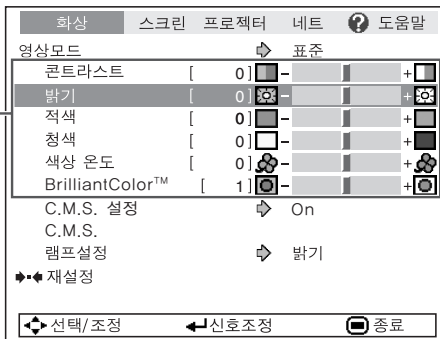 화상 스크린 프로젝터 네트 ? 도움말
영상모드 표준
콘트라스트 [ 0] - +
밝기 [ 0] - +
적색 [ 0] - +
청색 [ 0] - +
색상 온도 [ 0] - +
BrilliantColor™ [ 1] - +
C.M.S. 설정 On
C.M.S.
램프설정 밝기
재설정
선택/조정 신호조정 종료